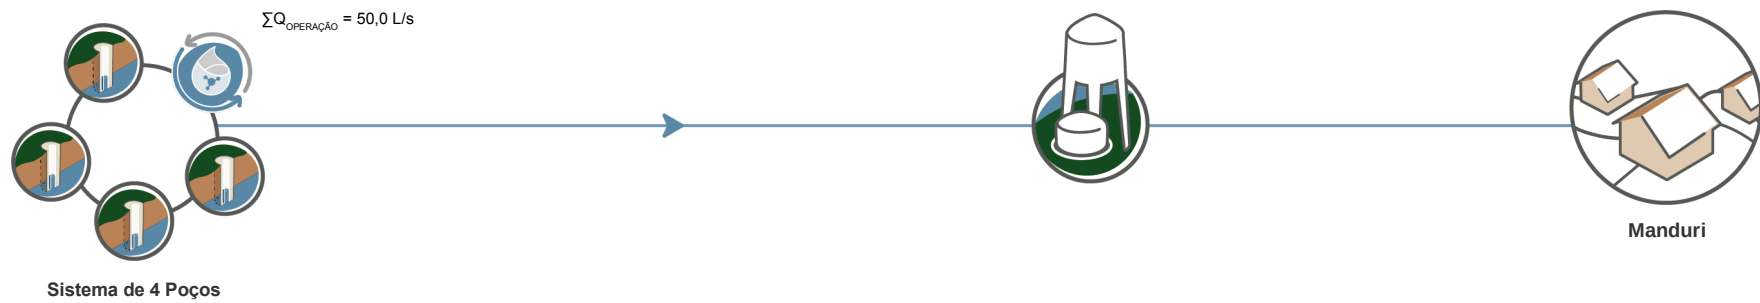 ∑Q_OPERAÇÃO = 50,0 L/s
Manduri
Sistema de 4 Poços